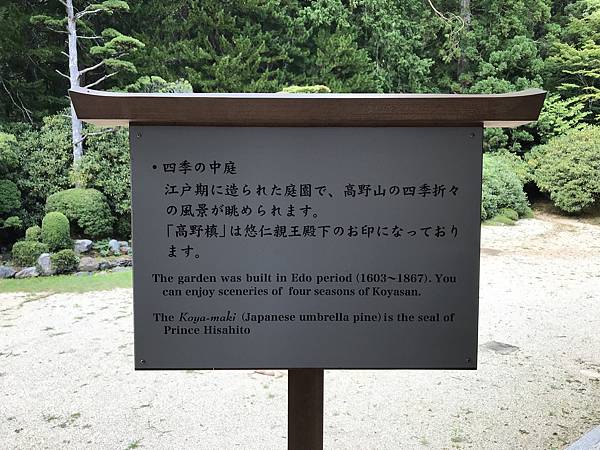 ・四季の中庭
江戸期に造られた庭園で、高野山の四季折々
の風景が眺められます。
「高野槇」は悠仁親王殿下のお印になっており
ます。
The garden was built in Edo period (1603〜1867). You
can enjoy sceneries of four seasons of Koyasan.
The Koya-maki (Japanese umbrella pine) is the seal of
Prince Hisahito